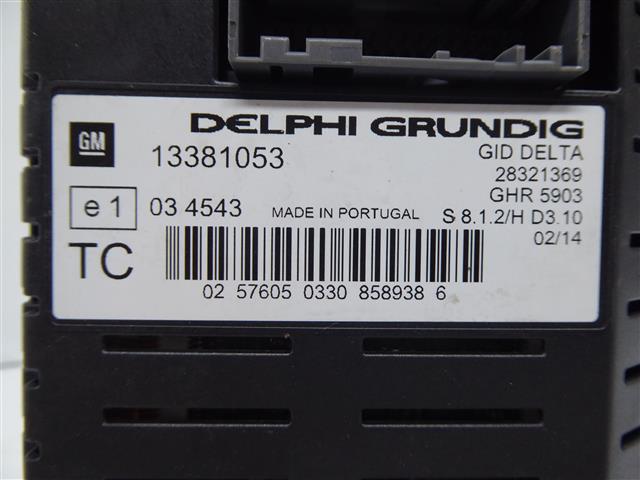 DELPHI GRUNDIG
GM
13381053
GID DELTA
28321369
GHR 5903
e1
03 4543
MADE IN PORTUGAL
S 8.1.2/H D3.10
02/14
TC
02 57605 0330 858938 6